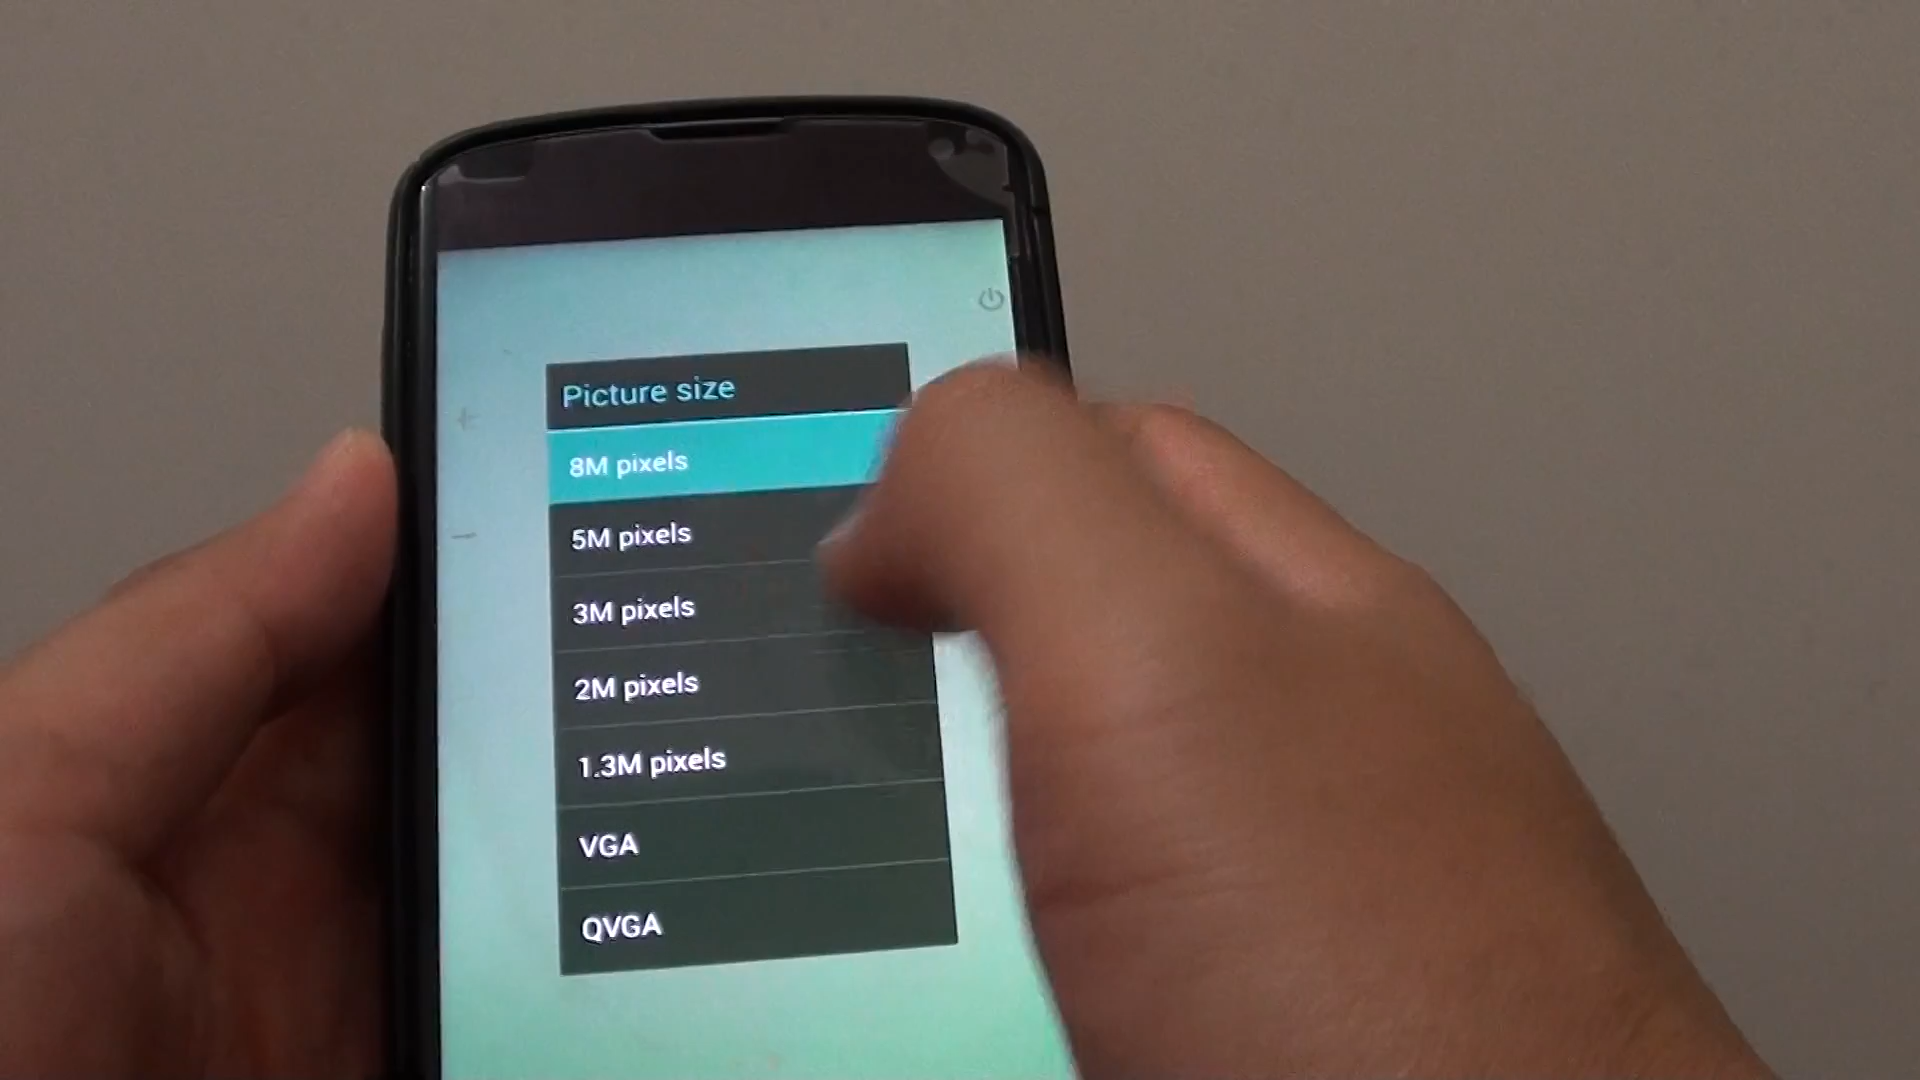 Picture size
8M pixels
5M pixels
3M pixels
2M pixels
1.3M pixels
VGA
QVGA